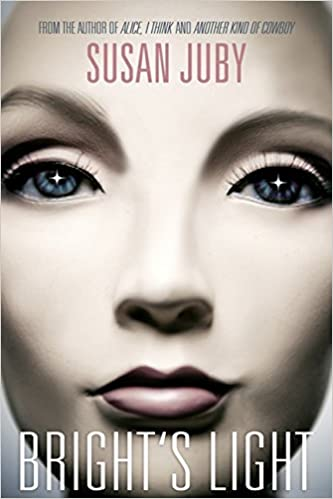 FROM THE AUTHOR OF ALICE, I THINK AND ANOTHER KIND OF COWBOY
SUSAN JUBY
BRIGHT'S LIGHT